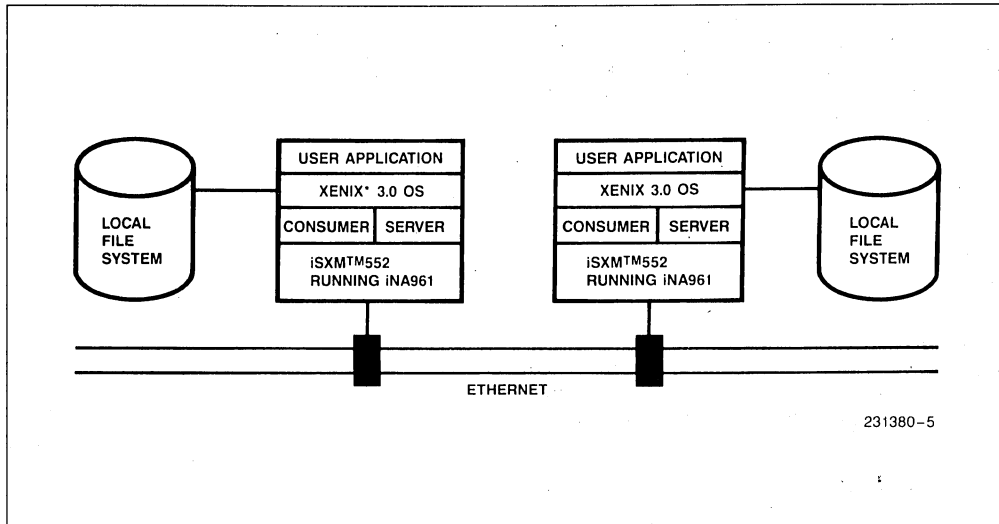 LOCAL
FILE
SYSTEM
USER APPLICATION
XENIX* 3.0 OS
CONSUMER SERVER
iSXM™552
RUNNING iNA961
USER APPLICATION
XENIX 3.0 OS
CONSUMER SERVER
iSXM™552
RUNNING iNA961
LOCAL
FILE
SYSTEM
ETHERNET
231380-5